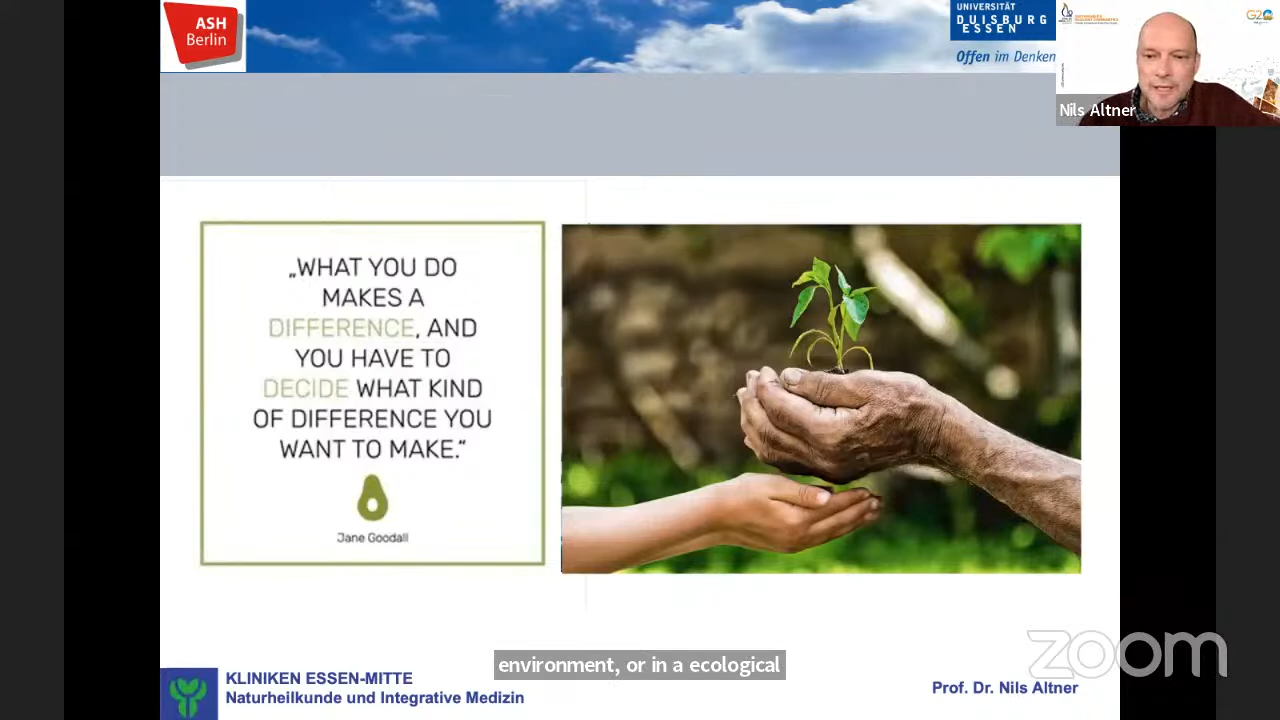 ASH
Berlin
UNIVERSITÄT
DUISBURG
ESSEN
Offen im Denken
G20
Nils Altner
„WHAT YOU DO
MAKES A
DIFFERENCE, AND
YOU HAVE TO
DECIDE WHAT KIND
OF DIFFERENCE YOU
WANT TO MAKE.“
Jane Goodall
environment, or in a ecological
zoom
KLINIKEN ESSEN-MITTE
Naturheilkunde und Integrative Medizin
Prof. Dr. Nils Altner